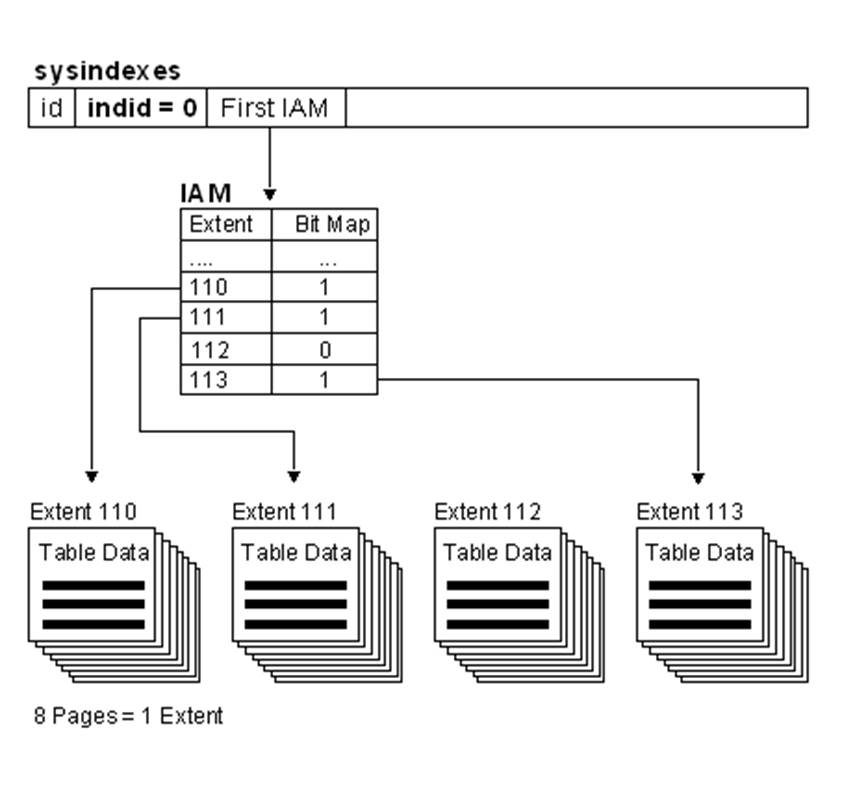 sysindexes
id indid = 0 First IAM
IAM
Extent Bit Map
.... ...
110 1
111 1
112 0
113 1
Extent 110 Extent 111 Extent 112 Extent 113
Table Data Table Data Table Data Table Data
8 Pages = 1 Extent